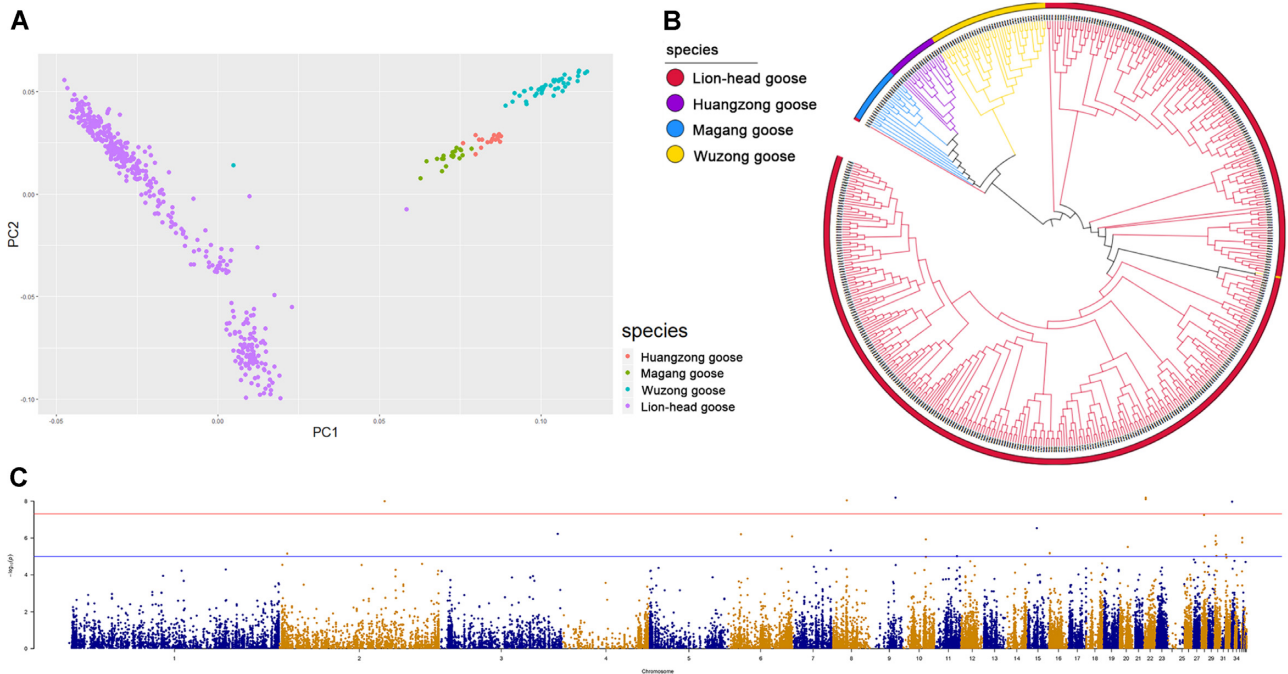 A
0.05
0.00
-0.05
-0.10
PC2
-0.05
0.00
0.05
0.10
PC1
species
Huangzong goose
Magang goose
Wuzong goose
Lion-head goose
B
species
Lion-head goose
Huangzong goose
Magang goose
Wuzong goose
C
8
6
4
2
0
-log₁₀(p)
1 2 3 4 5 6 7 8 9 10 11 12 13 14 15 16 17 18 19 20 21 22 23 25 27 29 31 34
Chromosome